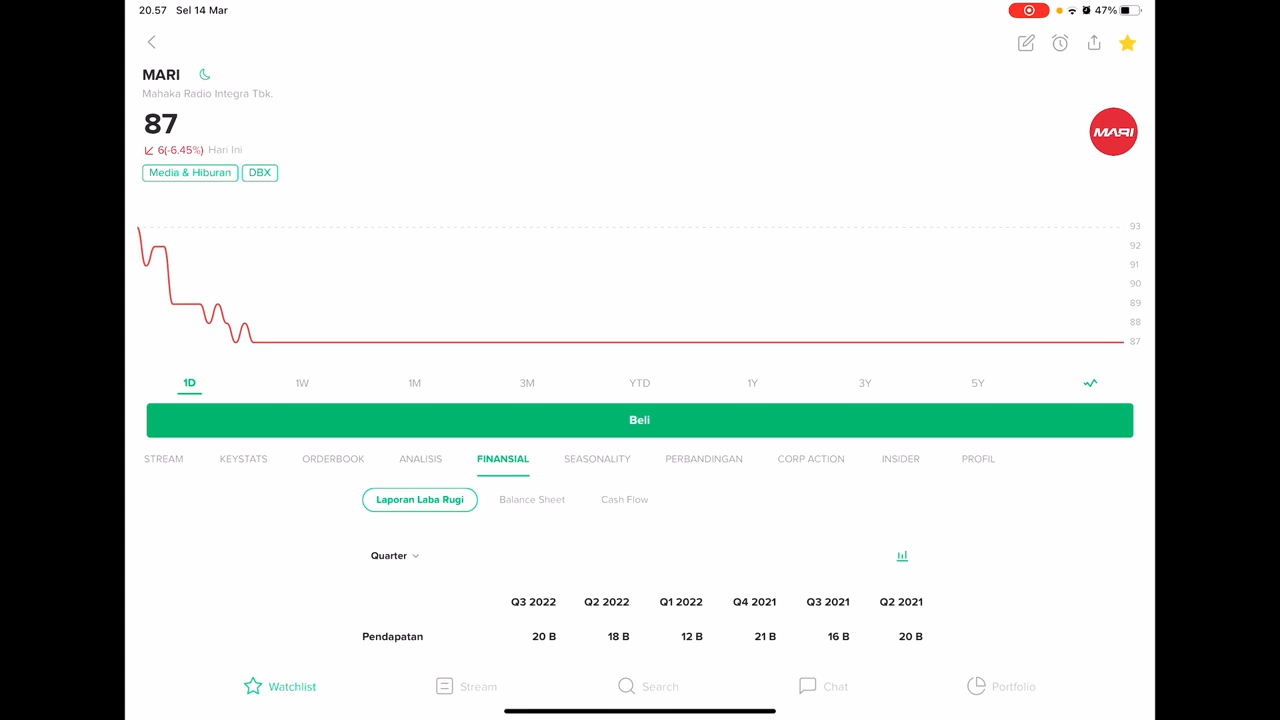 20.57 Sel 14 Mar
47%
MARI
Mahaka Radio Integra Tbk.
87
6(-6.45%) Hari Ini
Media & Hiburan DBX
MARI
93
92
91
90
89
88
87
1D 1W 1M 3M YTD 1Y 3Y 5Y
Beli
STREAM KEYSTATS ORDERBOOK ANALISIS FINANSIAL SEASONALITY PERBANDINGAN CORP ACTION INSIDER PROFIL
Laporan Laba Rugi Balance Sheet Cash Flow
Quarter
Q3 2022 Q2 2022 Q1 2022 Q4 2021 Q3 2021 Q2 2021
Pendapatan 20 B 18 B 12 B 21 B 16 B 20 B
Watchlist Stream Search Chat Portfolio